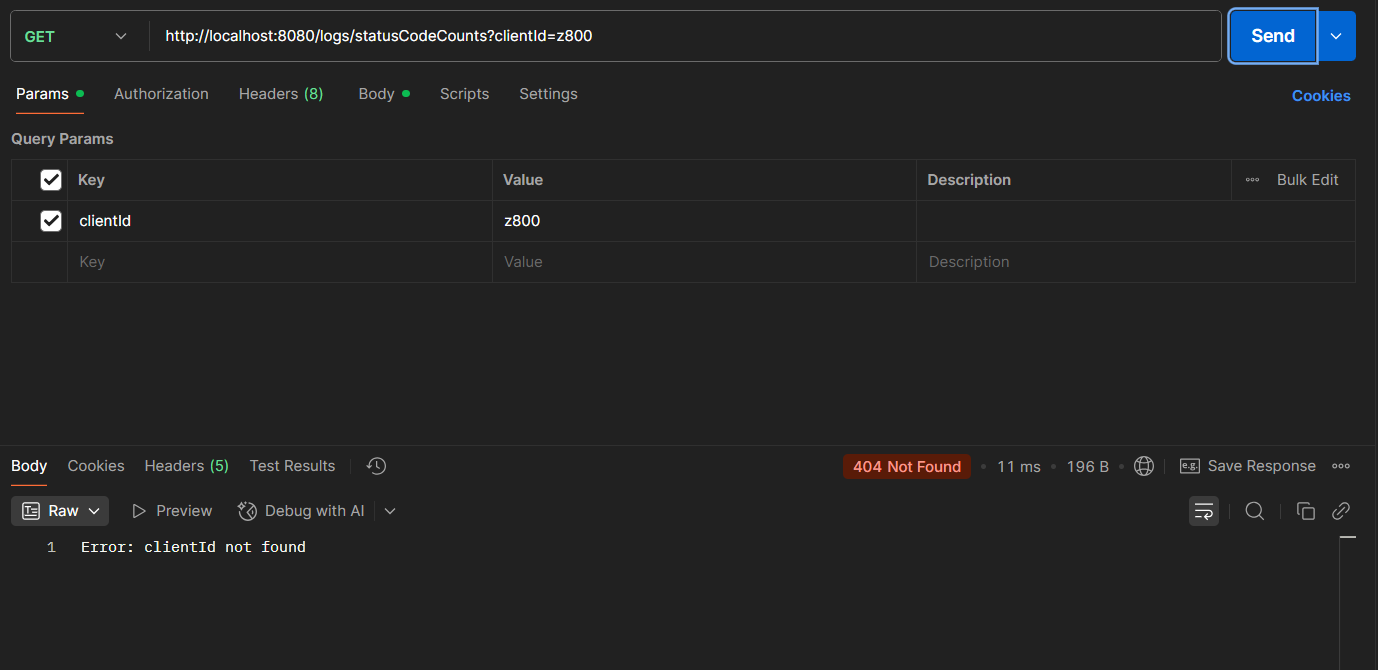 GET http://localhost:8080/logs/statusCodeCounts?clientId=z800 Send
Params Authorization Headers (8) Body Scripts Settings Cookies
Query Params
Key Value Description Bulk Edit
clientId z800
Key Value Description
Body Cookies Headers (5) Test Results 404 Not Found 11 ms 196 B e.g. Save Response
Raw Preview Debug with AI
1 Error: clientId not found